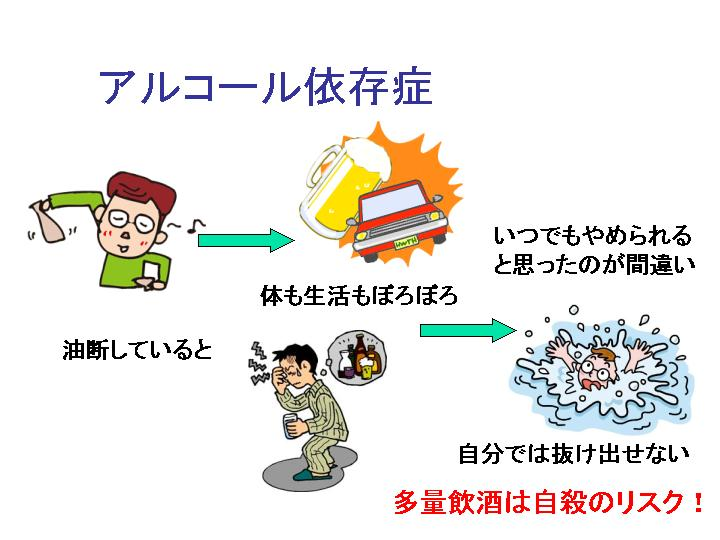 アルコール依存症
いつでもやめられる
と思ったのが間違い
体も生活もぼろぼろ
油断していると
自分では抜け出せない
多量飲酒は自殺のリスク！